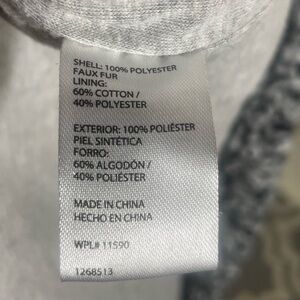 SHELL: 100% POLYESTER
FAUX FUR
LINING:
60% COTTON /
40% POLYESTER
EXTERIOR: 100% POLIÉSTER
PIEL SINTÉTICA
FORRO:
60% ALGODÓN /
40% POLIÉSTER
MADE IN CHINA
HECHO EN CHINA
WPL# 11590
1268513